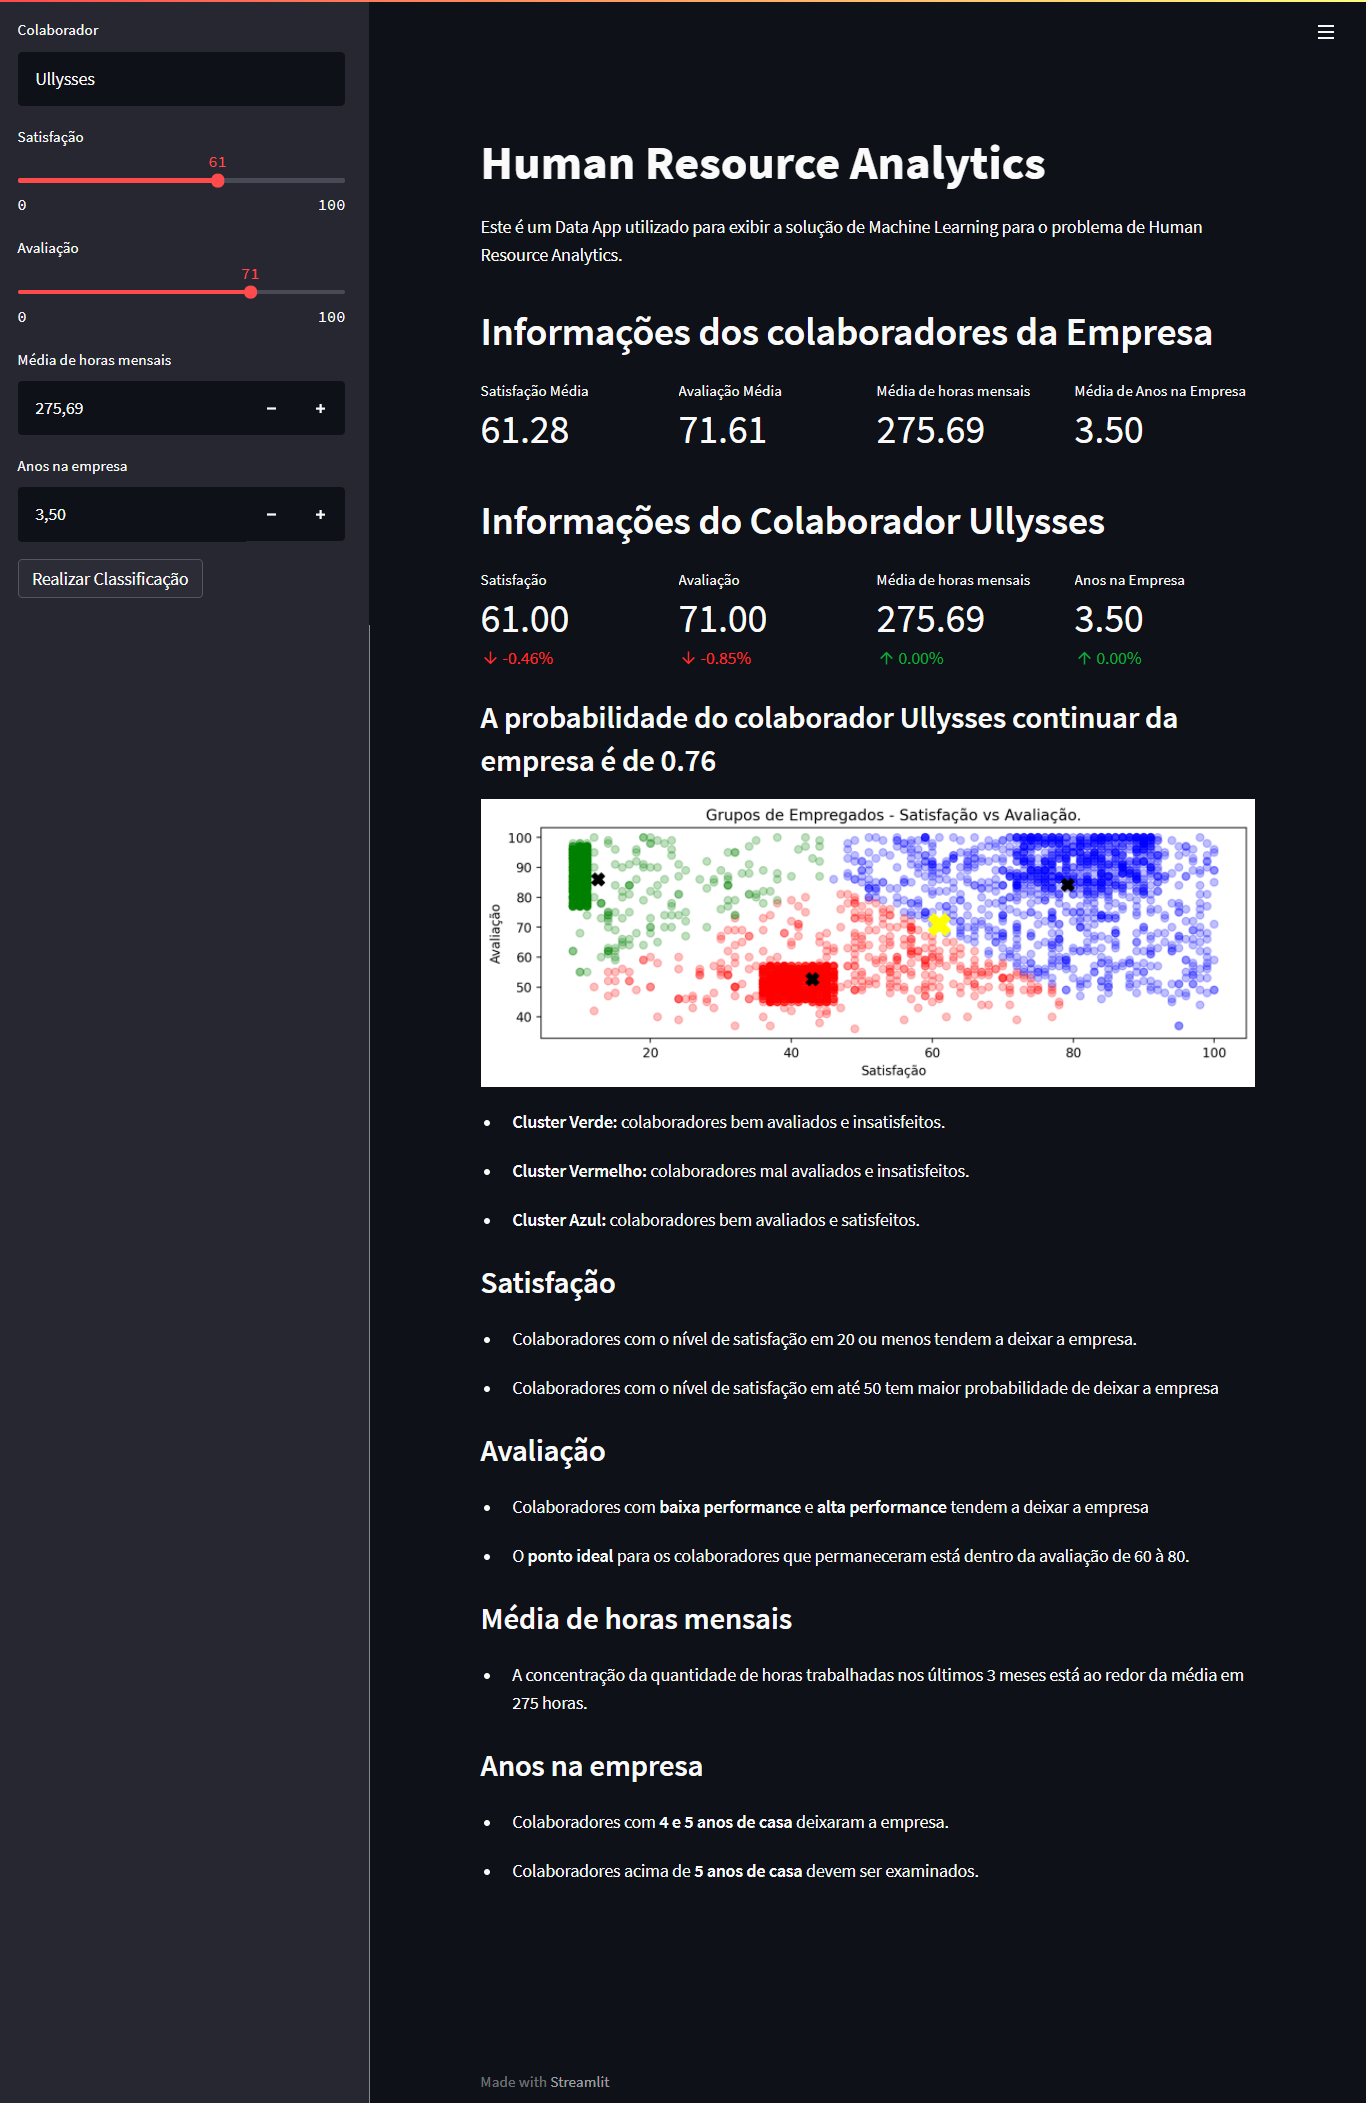 Colaborador
Ullysses
Satisfação
61
0 100
Avaliação
71
0 100
Média de horas mensais
275,69
Anos na empresa
3,50
Realizar Classificação
Human Resource Analytics
Este é um Data App utilizado para exibir a solução de Machine Learning para o problema de Human
Resource Analytics.
Informações dos colaboradores da Empresa
Satisfação Média Avaliação Média Média de horas mensais Média de Anos na Empresa
61.28 71.61 275.69 3.50
Informações do Colaborador Ullysses
Satisfação Avaliação Média de horas mensais Anos na Empresa
61.00 71.00 275.69 3.50
↓ -0.46% ↓ -0.85% ↑ 0.00% ↑ 0.00%
A probabilidade do colaborador Ullysses continuar da
empresa é de 0.76
Grupos de Empregados - Satisfação vs Avaliação.
Avaliação
100
90
80
70
60
50
40
20 40 60 80 100
Satisfação
• Cluster Verde: colaboradores bem avaliados e insatisfeitos.
• Cluster Vermelho: colaboradores mal avaliados e insatisfeitos.
• Cluster Azul: colaboradores bem avaliados e satisfeitos.
Satisfação
• Colaboradores com o nível de satisfação em 20 ou menos tendem a deixar a empresa.
• Colaboradores com o nível de satisfação em até 50 tem maior probabilidade de deixar a empresa
Avaliação
• Colaboradores com baixa performance e alta performance tendem a deixar a empresa
• O ponto ideal para os colaboradores que permaneceram está dentro da avaliação de 60 à 80.
Média de horas mensais
• A concentração da quantidade de horas trabalhadas nos últimos 3 meses está ao redor da média em
275 horas.
Anos na empresa
• Colaboradores com 4 e 5 anos de casa deixaram a empresa.
• Colaboradores acima de 5 anos de casa devem ser examinados.
Made with Streamlit